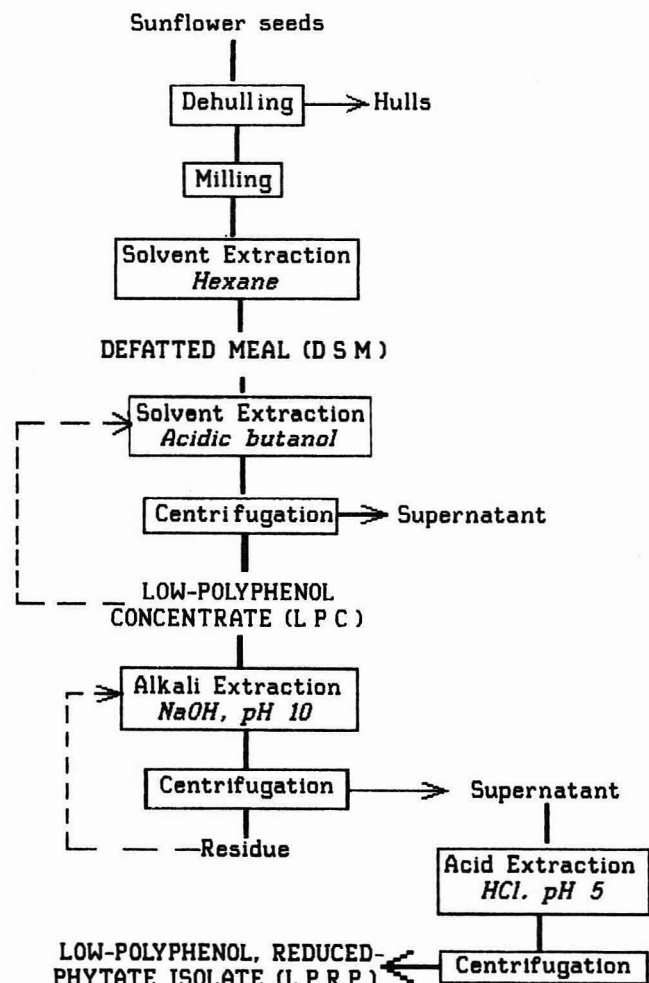 Sunflower seeds
Dehulling
Hulls
Milling
Solvent Extraction
Hexane
DEFATTED MEAL (D S M)
Solvent Extraction
Acidic butanol
Centrifugation
Supernatant
LOW-POLYPHENOL
CONCENTRATE (L P C)
Alkali Extraction
NaOH, pH 10
Centrifugation
Supernatant
Residue
Acid Extraction
HCl. pH 5
Centrifugation
LOW-POLYPHENOL, REDUCED-
PHYTATE ISOLATE (L P R P)